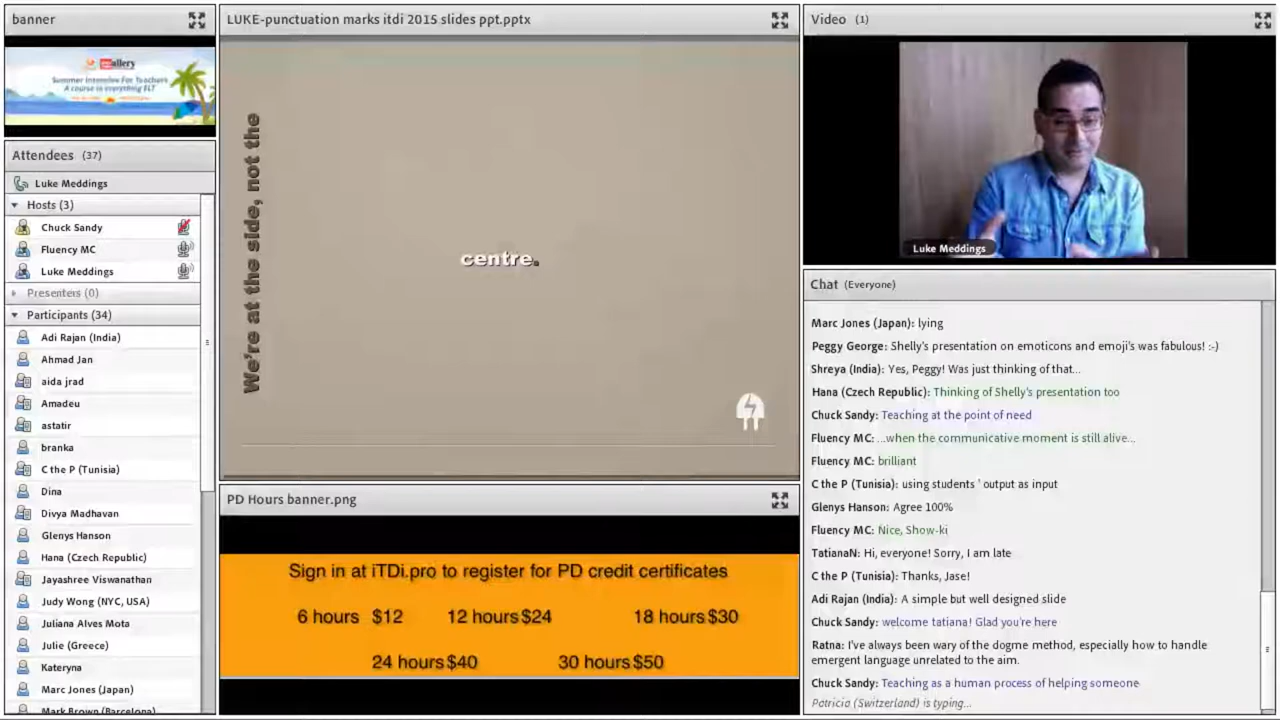 banner
allery
Summer Intensive For Teachers
A course is everything ELT
Attendees (37)
Luke Meddings
Hosts (3)
Chuck Sandy
Fluency MC
Luke Meddings
Presenters (0)
Participants (34)
Adi Rajan (India)
Ahmad Jan
aida jrad
Amadeu
astatir
branka
C the P (Tunisia)
Dina
Divya Madhavan
Glenys Hanson
Hana (Czech Republic)
Jayashree Viswanathan
Judy Wong (NYC, USA)
Juliana Alves Mota
Julie (Greece)
Kateryna
Marc Jones (Japan)
Mark Brown (Barcelona)
LUKE-punctuation marks itdi 2015 slides ppt.pptx
We're at the side, not the
centre.
PD Hours banner.png
Sign in at iTDi.pro to register for PD credit certificates
6 hours $12 12 hours $24 18 hours $30
24 hours $40 30 hours $50
Video (1)
Luke Meddings
Chat (Everyone)
Marc Jones (Japan): lying
Peggy George: Shelly's presentation on emoticons and emoji's was fabulous! :-)
Shreya (India): Yes, Peggy! Was just thinking of that...
Hana (Czech Republic): Thinking of Shelly's presentation too
Chuck Sandy: Teaching at the point of need
Fluency MC: ...when the communicative moment is still alive...
Fluency MC: brilliant
C the P (Tunisia): using students ' output as input
Glenys Hanson: Agree 100%
Fluency MC: Nice, Show-ki
TatianaN: Hi, everyone! Sorry, I am late
C the P (Tunisia): Thanks, Jase!
Adi Rajan (India): A simple but well designed slide
Chuck Sandy: welcome tatiana! Glad you're here
Ratna: I've always been wary of the dogme method, especially how to handle
emergent language unrelated to the aim.
Chuck Sandy: Teaching as a human process of helping someone
Patricia (Switzerland) is typing...